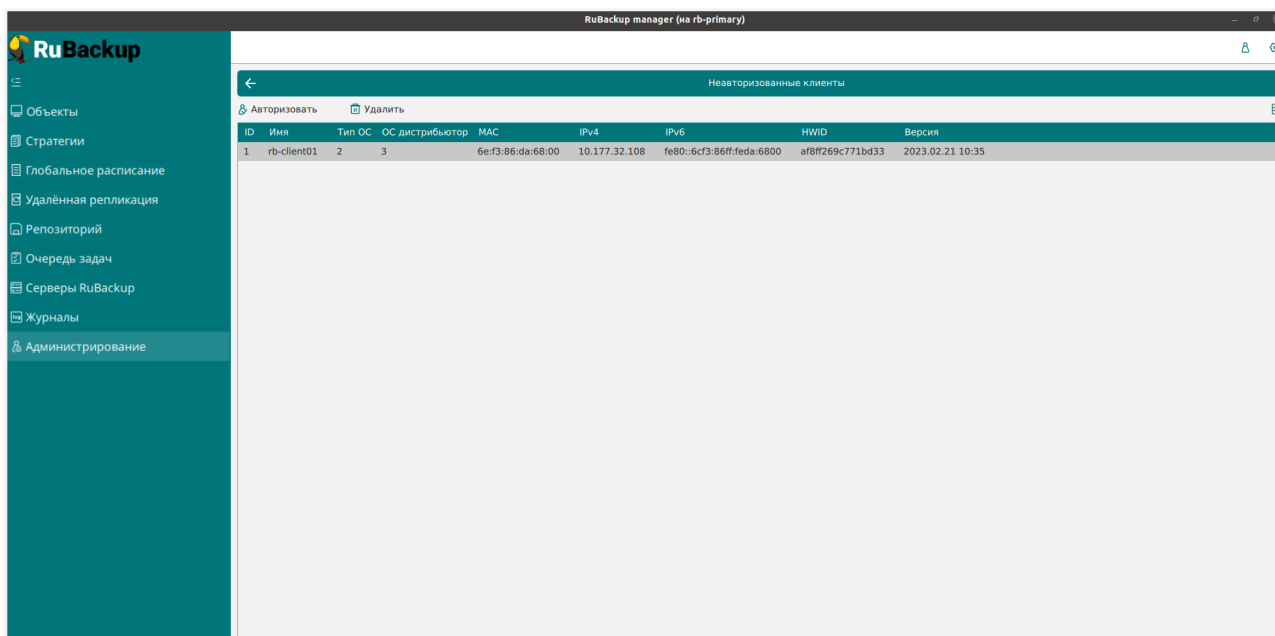 RuBackup manager (на rb-primary)
RuBackup
Неавторизованные клиенты
Объекты
Стратегии
Глобальное расписание
Удалённая репликация
Репозиторий
Очередь задач
Серверы RuBackup
Журналы
Администрирование
Авторизовать Удалить
ID Имя Тип ОС ОС дистрибьютор MAC IPv4 IPv6 HWID Версия
1 rb-client01 2 3 6e:f3:86:da:68:00 10.177.32.108 fe80::6cf3:86ff:feda:6800 af8ff269c771bd33 2023.02.21 10:35